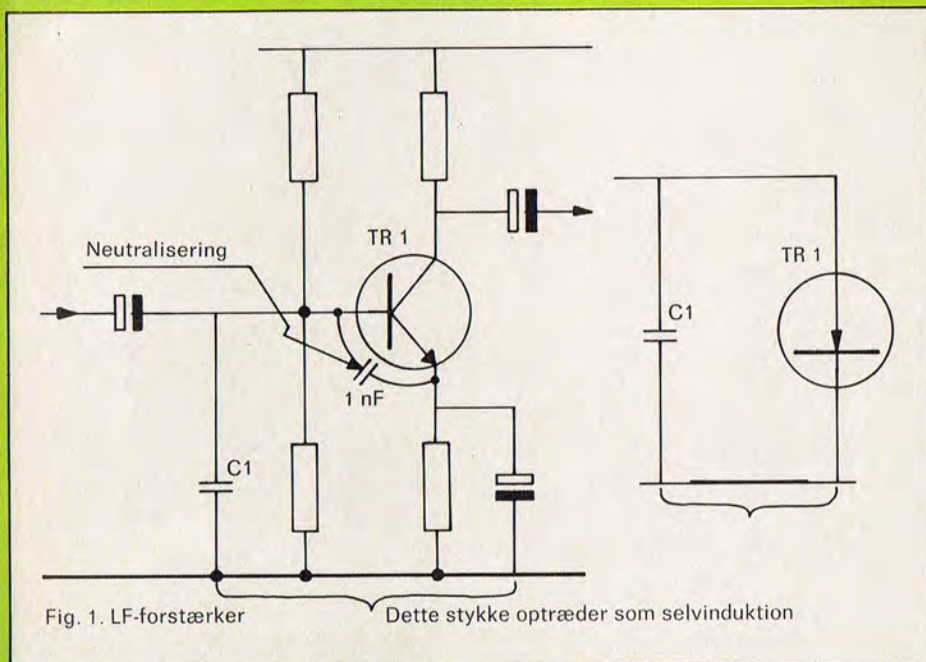 Neutralisering
TR 1
1 nF
C1
TR 1
C1
Fig. 1. LF-forstærker
Dette stykke optræder som selvinduktion